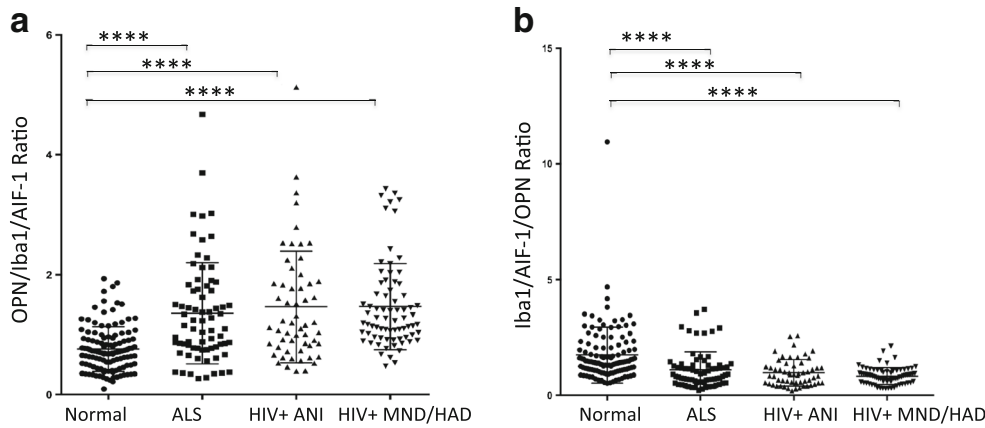 a
OPN/Iba1/AIF-1 Ratio
6
4
2
0
****
****
****
Normal ALS HIV+ ANI HIV+ MND/HAD
b
Iba1/AIF-1/OPN Ratio
15
10
5
0
****
****
****
Normal ALS HIV+ ANI HIV+ MND/HAD